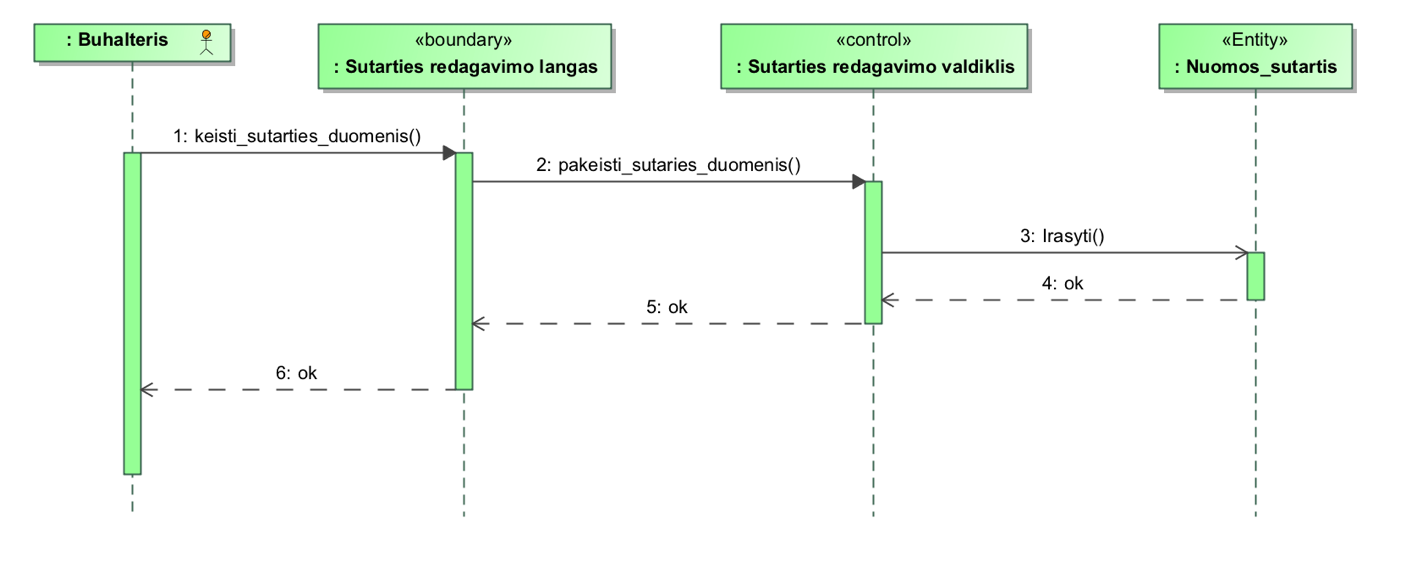 : Buhalteris
«boundary»
: Sutarties redagavimo langas
«control»
: Sutarties redagavimo valdiklis
«Entity»
: Nuomos_sutartis
1: keisti_sutarties_duomenis()
2: pakeisti_sutaries_duomenis()
3: Irasyti()
4: ok
5: ok
6: ok